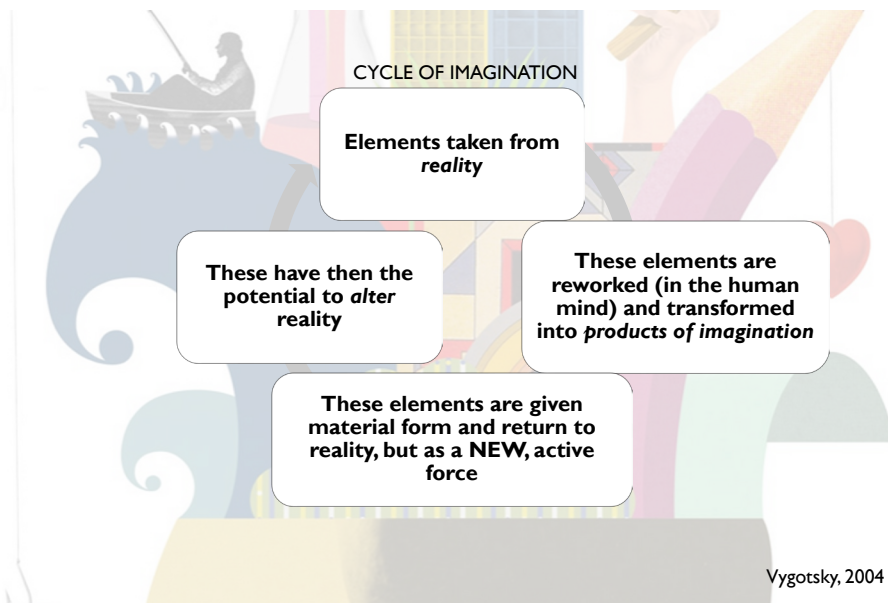 CYCLE OF IMAGINATION
Elements taken from
reality
These elements are
reworked (in the human
mind) and transformed
into products of imagination
These elements are given
material form and return to
reality, but as a NEW, active
force
These have then the
potential to alter
reality
Vygotsky, 2004